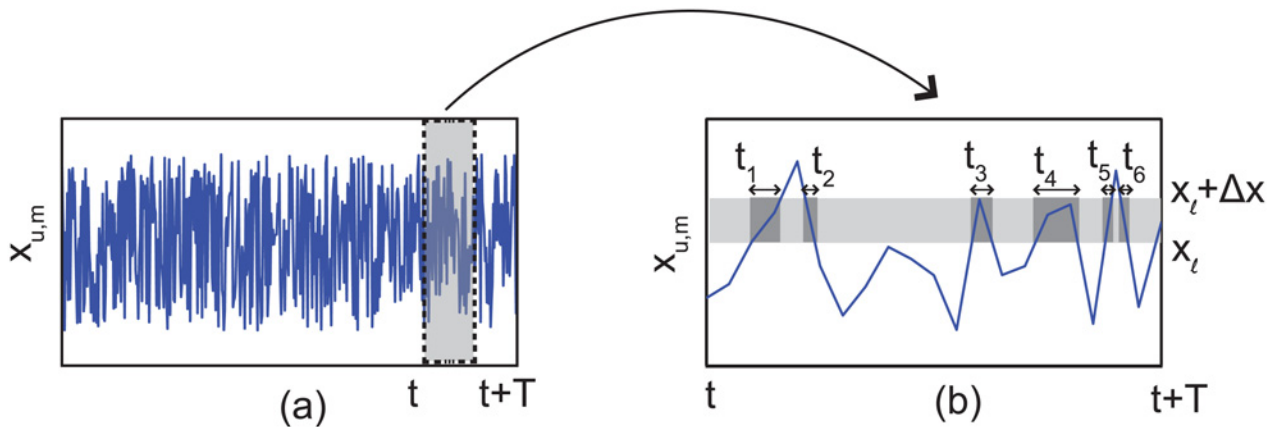 x_{u,m}
t
t+T
(a)
x_{u,m}
t_1
t_2
t_3
t_4
t_5
t_6
x_ℓ+Δx
x_ℓ
t
t+T
(b)